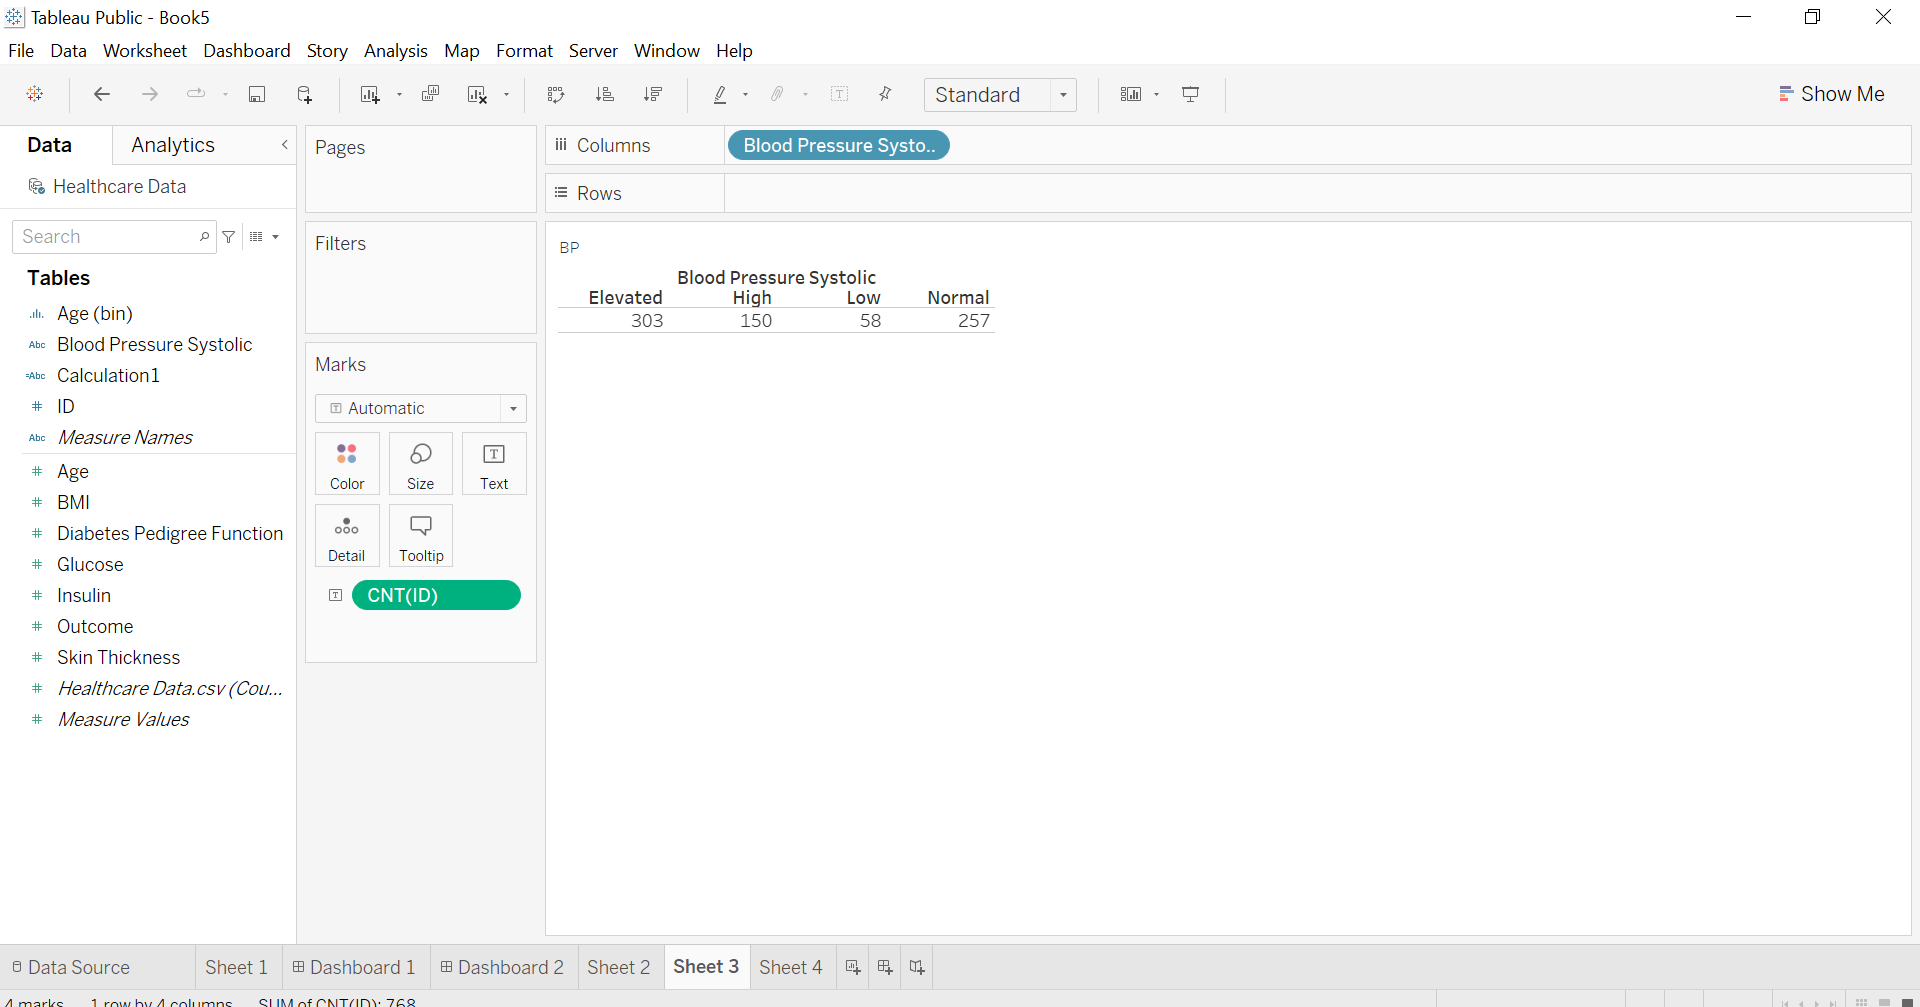 Tableau Public - Book5
File Data Worksheet Dashboard Story Analysis Map Format Server Window Help
Standard
Show Me
Data Analytics
Healthcare Data
Search
Tables
Age (bin)
Abc Blood Pressure Systolic
=Abc Calculation1
# ID
Abc Measure Names
# Age
# BMI
# Diabetes Pedigree Function
# Glucose
# Insulin
# Outcome
# Skin Thickness
# Healthcare Data.csv (Cou...
# Measure Values
Pages
Filters
Marks
T Automatic
Color Size T Text
Detail Tooltip
T CNT(ID)
Columns Blood Pressure Systo..
Rows
BP
Blood Pressure Systolic
Elevated High Low Normal
303 150 58 257
Data Source Sheet 1 Dashboard 1 Dashboard 2 Sheet 2 Sheet 3 Sheet 4
4 marks 1 row by 4 columns SUM of CNT(ID): 768